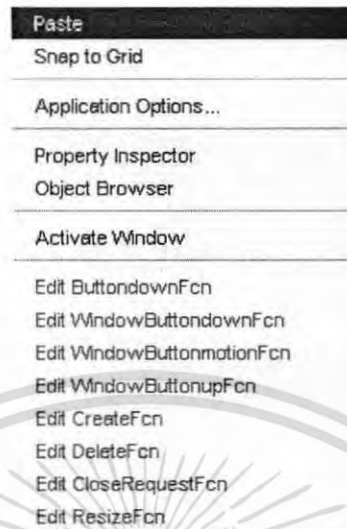 Paste
Snap to Grid
Application Options...
Property Inspector
Object Browser
Activate Window
Edit ButtondownFcn
Edit WindowButtondownFcn
Edit WindowButtonmotionFcn
Edit WindowButtonupFcn
Edit CreateFcn
Edit DeleteFcn
Edit CloseRequestFcn
Edit ResizeFcn